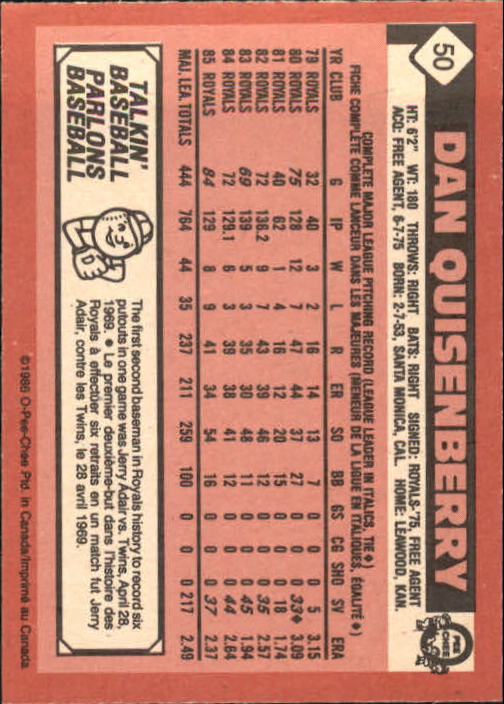 50
DAN QUISENBERRY
O
PEE
CHEE
HT: 6'2" WT: 180 THROWS: RIGHT BATS: RIGHT SIGNED: ROYALS-'75, FREE AGENT
ACQ: FREE AGENT, 6-7-75 BORN: 2-7-53, SANTA MONICA, CAL. HOME: LEAWOOD, KAN.
COMPLETE MAJOR LEAGUE PITCHING RECORD (LEAGUE LEADER IN ITALICS, TIE ♦)
FICHE COMPLÈTE COMME LANCEUR DANS LES MAJEURES (MENEUR DE LA LIGUE EN ITALIQUES, ÉGALITÉ ♦)
YR CLUB G IP W L R ER SO BB GS CG SHO SV ERA
79 ROYALS 32 40 3 2 16 14 13 7 0 0 0 5 3.15
80 ROYALS 75 128 12 7 47 44 37 27 0 0 0 33♦ 3.09
81 ROYALS 40 62 1 4 16 12 20 15 0 0 0 18 1.74
82 ROYALS 72 136.2 9 7 43 39 46 12 0 0 0 35 2.57
83 ROYALS 69 139 5 3 35 30 48 11 0 0 0 45 1.94
84 ROYALS 72 129.1 6 3 39 38 41 12 0 0 0 44 2.64
85 ROYALS 84 129 8 9 41 34 54 16 0 0 0 37 2.37
MAJ. LEA. TOTALS 444 764 44 35 237 211 259 100 0 0 0 217 2.49
TALKIN'
BASEBALL
PARLONS
BASEBALL
The first second baseman in Royals history to record six
putouts in one game was Jerry Adair vs. Twins, April 28,
1969. ● Le premier deuxième-but dans l'histoire des
Royals à effectuer six retraits en un match fut Jerry
Adair, contre les Twins, le 28 avril 1969.
©1986 O-Pee-Chee Ptd. in Canada/Imprimé au Canada